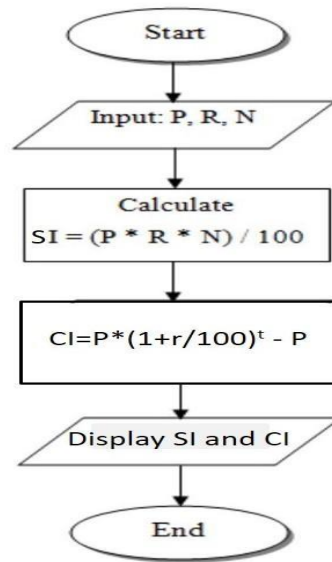 Start
Input: P, R, N
Calculate
SI = (P * R * N) / 100
CI=P*(1+r/100)ᵗ - P
Display SI and CI
End